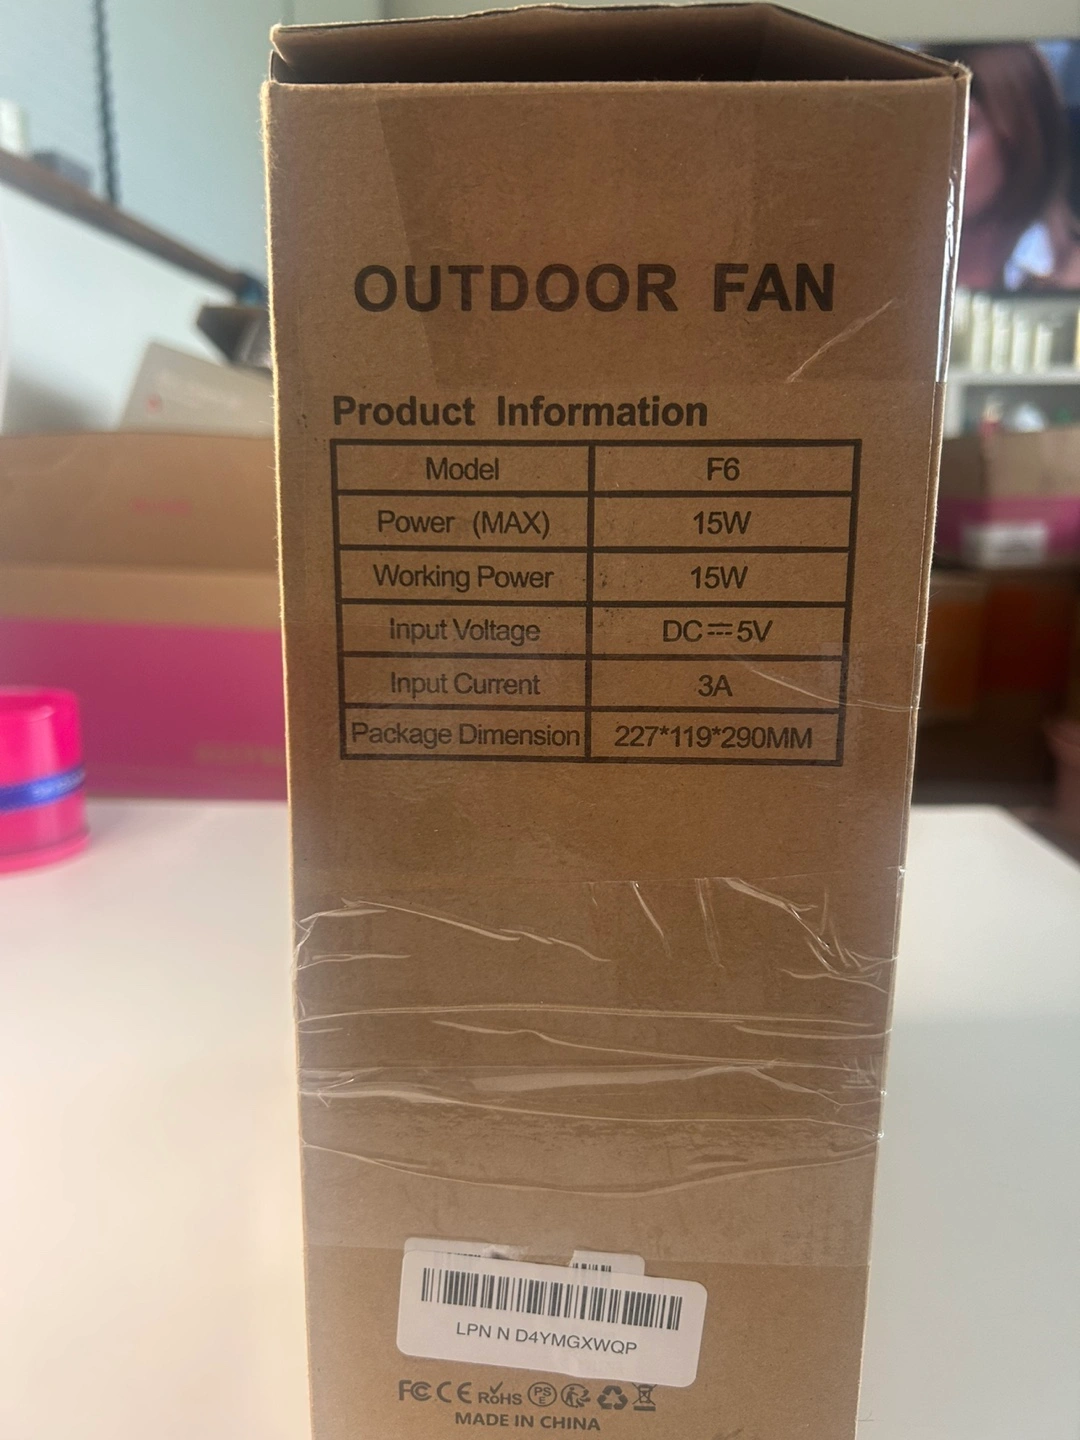 OUTDOOR FAN
Product Information
Model F6
Power (MAX) 15W
Working Power 15W
Input Voltage DC⎓5V
Input Current 3A
Package Dimension 227*119*290MM
LPN N D4YMGXWQP
FC CE RoHS PS E
MADE IN CHINA